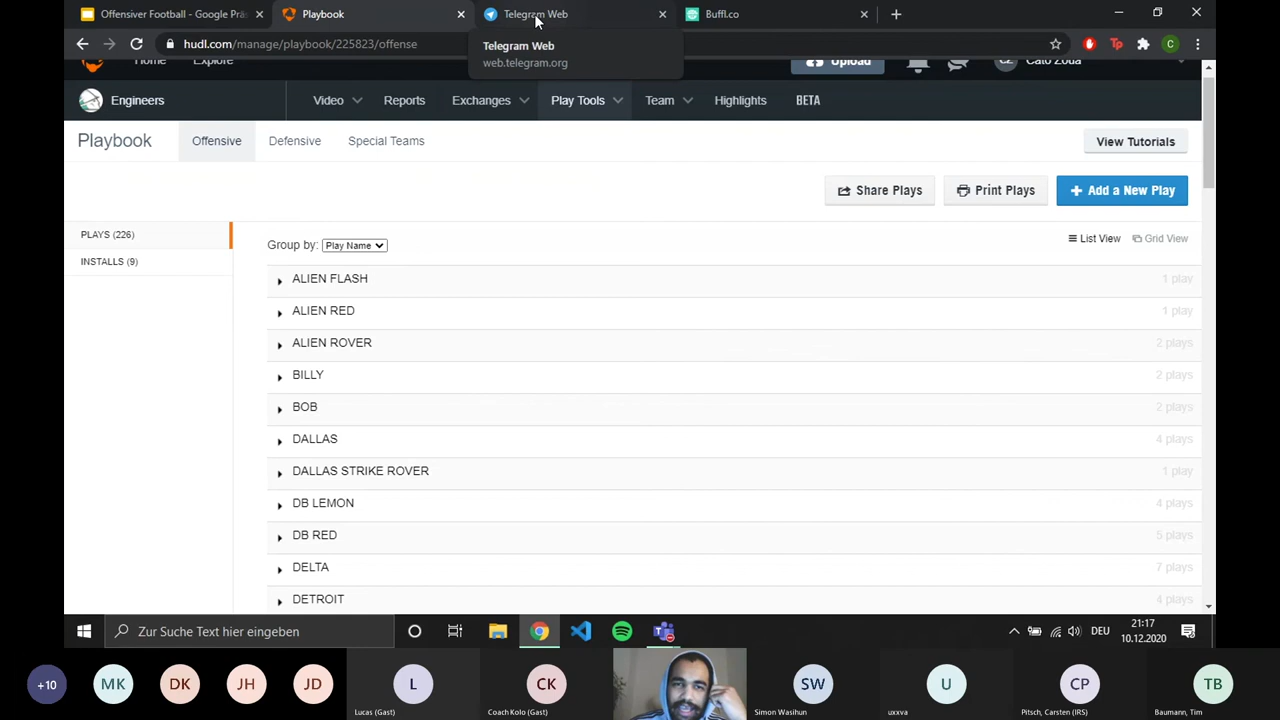 Offensiver Football - Google Prä
Playbook
Telegram Web
Buffl.co
hudl.com/manage/playbook/225823/offense
Telegram Web
web.telegram.org
C
Home
Explore
Upload
CZ
Cato Zoda
Engineers
Video
Reports
Exchanges
Play Tools
Team
Highlights
BETA
Playbook
Offensive
Defensive
Special Teams
View Tutorials
Share Plays
Print Plays
Add a New Play
PLAYS (226)
INSTALLS (9)
Group by: Play Name
List View
Grid View
ALIEN FLASH 1 play
ALIEN RED 1 play
ALIEN ROVER 2 plays
BILLY 2 plays
BOB 2 plays
DALLAS 4 plays
DALLAS STRIKE ROVER 1 play
DB LEMON 4 plays
DB RED 5 plays
DELTA 7 plays
DETROIT 4 plays
Zur Suche Text hier eingeben
DEU
21:17
10.12.2020
+10
MK
DK
JH
JD
L
CK
SW
U
CP
TB
Lucas (Gast)
Coach Kolo (Gast)
Simon Wasihun
uxxva
Pitsch, Carsten (IRS)
Baumann, Tim